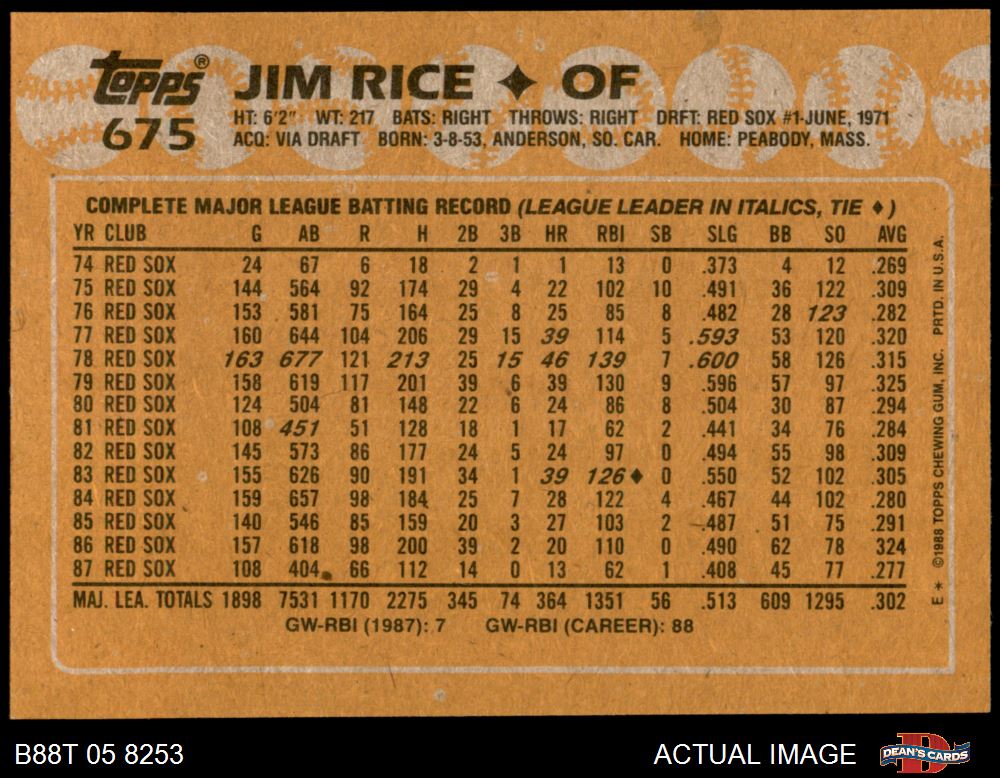 topps® JIM RICE ✦ OF
675 HT: 6'2" WT: 217 BATS: RIGHT THROWS: RIGHT DRFT: RED SOX #1-JUNE, 1971
ACQ: VIA DRAFT BORN: 3-8-53, ANDERSON, SO. CAR. HOME: PEABODY, MASS.
COMPLETE MAJOR LEAGUE BATTING RECORD (LEAGUE LEADER IN ITALICS, TIE ♦)
YR CLUB G AB R H 2B 3B HR RBI SB SLG BB SO AVG
74 RED SOX 24 67 6 18 2 1 1 13 0 .373 4 12 .269
75 RED SOX 144 564 92 174 29 4 22 102 10 .491 36 122 .309
76 RED SOX 153 581 75 164 25 8 25 85 8 .482 28 123 .282
77 RED SOX 160 644 104 206 29 15 39 114 5 .593 53 120 .320
78 RED SOX 163 677 121 213 25 15 46 139 7 .600 58 126 .315
79 RED SOX 158 619 117 201 39 6 39 130 9 .596 57 97 .325
80 RED SOX 124 504 81 148 22 6 24 86 8 .504 30 87 .294
81 RED SOX 108 451 51 128 18 1 17 62 2 .441 34 76 .284
82 RED SOX 145 573 86 177 24 5 24 97 0 .494 55 98 .309
83 RED SOX 155 626 90 191 34 1 39 126♦ 0 .550 52 102 .305
84 RED SOX 159 657 98 184 25 7 28 122 4 .467 44 102 .280
85 RED SOX 140 546 85 159 20 3 27 103 2 .487 51 75 .291
86 RED SOX 157 618 98 200 39 2 20 110 0 .490 62 78 324
87 RED SOX 108 404 66 112 14 0 13 62 1 .408 45 77 .277
MAJ. LEA. TOTALS 1898 7531 1170 2275 345 74 364 1351 56 .513 609 1295 .302
GW-RBI (1987): 7 GW-RBI (CAREER): 88
E* ©1988 TOPPS CHEWING GUM, INC. PRTD. IN U.S.A.
B88T 05 8253 ACTUAL IMAGE DEAN'S CARDS